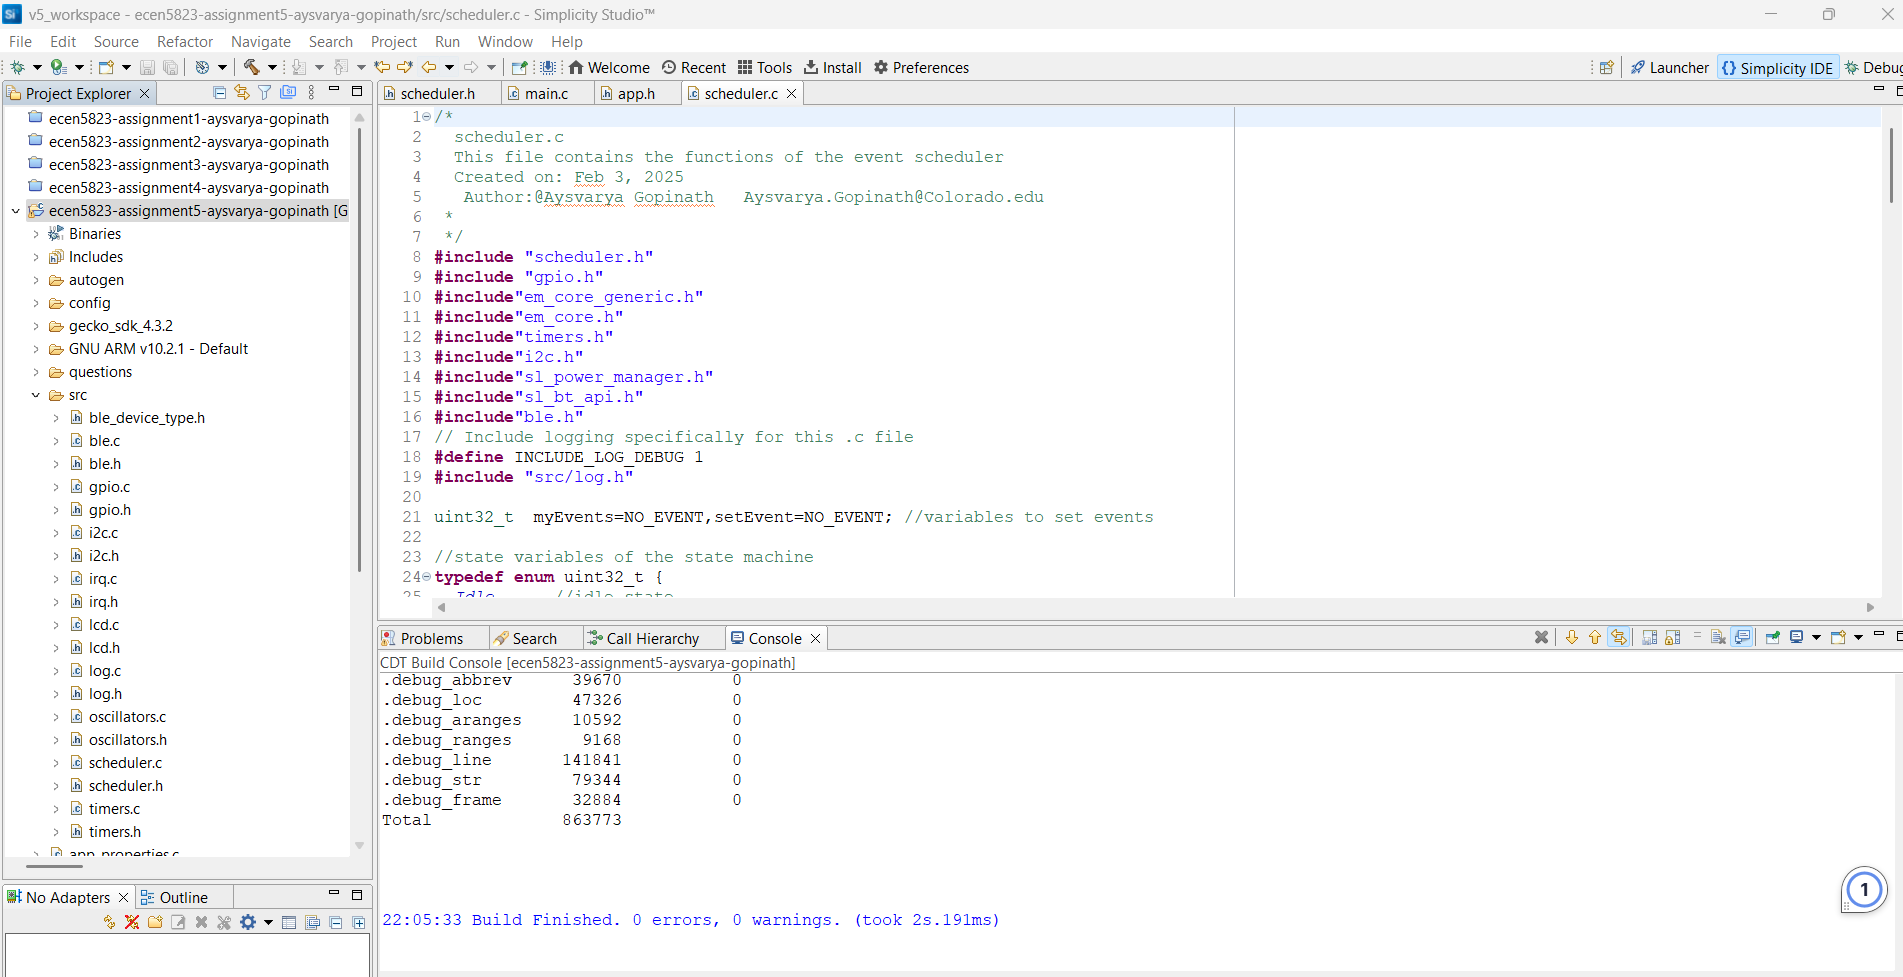 v5_workspace - ecen5823-assignment5-aysvarya-gopinath/src/scheduler.c - Simplicity Studio™
File Edit Source Refactor Navigate Search Project Run Window Help
Welcome Recent Tools Install Preferences Launcher {} Simplicity IDE Debug
Project Explorer
ecen5823-assignment1-aysvarya-gopinath
ecen5823-assignment2-aysvarya-gopinath
ecen5823-assignment3-aysvarya-gopinath
ecen5823-assignment4-aysvarya-gopinath
ecen5823-assignment5-aysvarya-gopinath [G
Binaries
Includes
autogen
config
gecko_sdk_4.3.2
GNU ARM v10.2.1 - Default
questions
src
ble_device_type.h
ble.c
ble.h
gpio.c
gpio.h
i2c.c
i2c.h
irq.c
irq.h
lcd.c
lcd.h
log.c
log.h
oscillators.c
oscillators.h
scheduler.c
scheduler.h
timers.c
timers.h
app_properties.c
No Adapters Outline
scheduler.h main.c app.h scheduler.c
1 /*
2 scheduler.c
3 This file contains the functions of the event scheduler
4 Created on: Feb 3, 2025
5 Author:@Aysvarya Gopinath Aysvarya.Gopinath@Colorado.edu
6 *
7 */
8 #include "scheduler.h"
9 #include "gpio.h"
10 #include"em_core_generic.h"
11 #include"em_core.h"
12 #include"timers.h"
13 #include"i2c.h"
14 #include"sl_power_manager.h"
15 #include"sl_bt_api.h"
16 #include"ble.h"
17 // Include logging specifically for this .c file
18 #define INCLUDE_LOG_DEBUG 1
19 #include "src/log.h"
20
21 uint32_t myEvents=NO_EVENT,setEvent=NO_EVENT; //variables to set events
22
23 //state variables of the state machine
24 typedef enum uint32_t {
25 Idle //idle state
Problems Search Call Hierarchy Console
CDT Build Console [ecen5823-assignment5-aysvarya-gopinath]
.debug_abbrev 39670 0
.debug_loc 47326 0
.debug_aranges 10592 0
.debug_ranges 9168 0
.debug_line 141841 0
.debug_str 79344 0
.debug_frame 32884 0
Total 863773
22:05:33 Build Finished. 0 errors, 0 warnings. (took 2s.191ms)
1